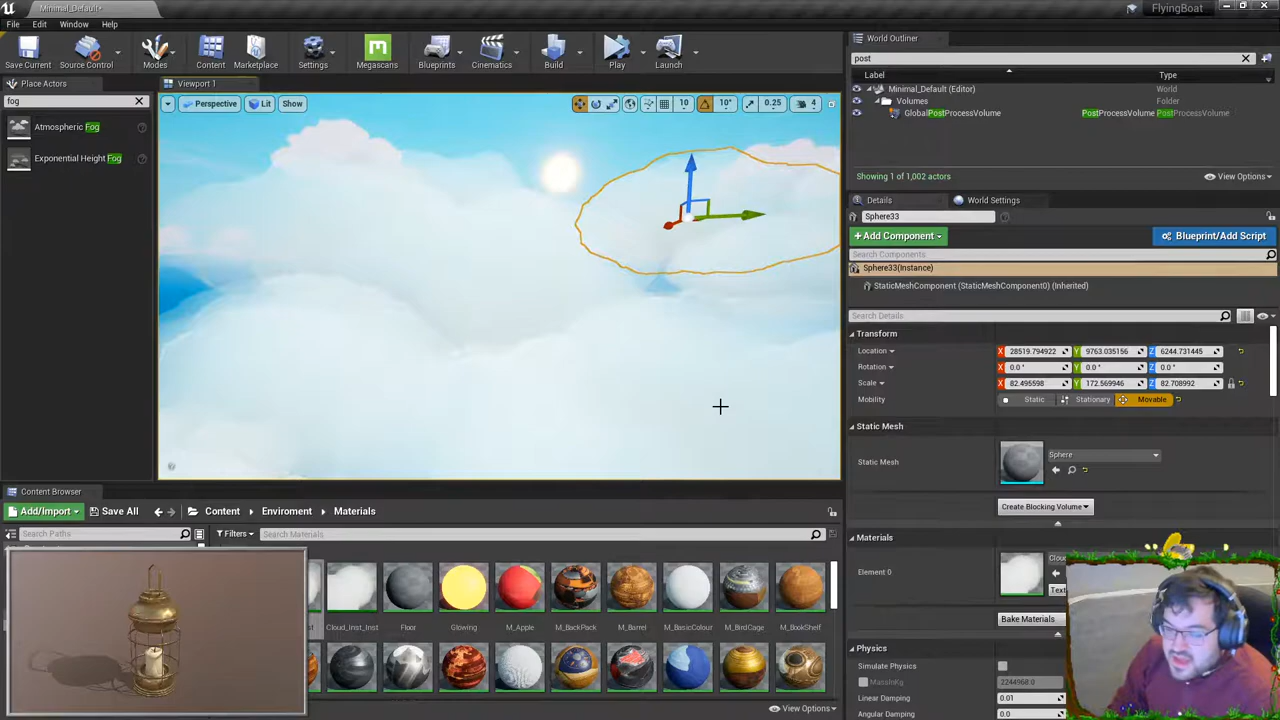 Minimal_Default*
FlyingBoat
File Edit Window Help
Save Current
Source Control
Modes
Content
Marketplace
Settings
Megascans
Blueprints
Cinematics
Build
Play
Launch
Place Actors
fog
Atmospheric Fog
Exponential Height Fog
Viewport 1
Perspective
Lit
Show
10
10°
0.25
4
World Outliner
post
Label
Type
Minimal_Default (Editor)
World
Volumes
Folder
GlobalPostProcessVolume
PostProcessVolume PostProcessVolume
Showing 1 of 1,002 actors
View Options
Details
World Settings
Sphere33
+Add Component
Blueprint/Add Script
Search Components
Sphere33(Instance)
StaticMeshComponent (StaticMeshComponent0) (Inherited)
Search Details
Transform
Location
X 28519.794922
Y 9763.035156
Z 6244.731445
Rotation
X 0.0 °
Y 0.0 °
Z 0.0 °
Scale
X 82.495598
Y 172.569946
Z 82.708992
Mobility
Static
Stationary
Movable
Static Mesh
Static Mesh
Sphere
Create Blocking Volume
Materials
Element 0
Bake Materials
Physics
Simulate Physics
MassInKg
2244968.0
Linear Damping
0.01
Angular Damping
0.0
Content Browser
Add/Import
Save All
Content
Enviroment
Materials
Search Paths
Filters
Search Materials
Cloud_Inst_Inst
Floor
Glowing
M_Apple
M_BackPack
M_Barrel
M_BasicColour
M_BirdCage
M_BookShelf
View Options